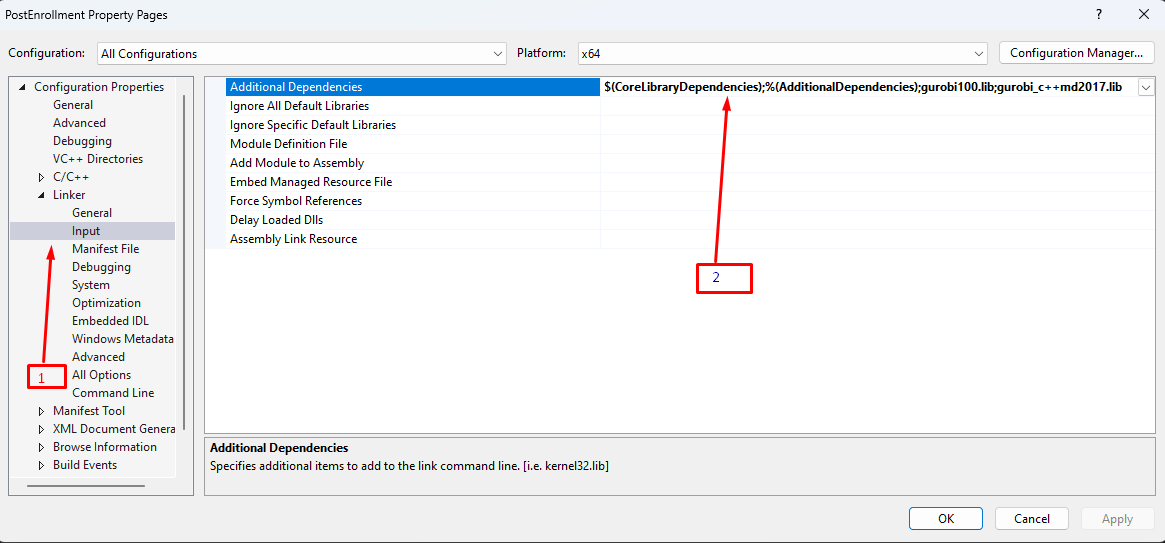 PostEnrollment Property Pages
?
Configuration: All Configurations Platform: x64 Configuration Manager...
Configuration Properties
General
Advanced
Debugging
VC++ Directories
C/C++
Linker
General
Input
Manifest File
Debugging
System
Optimization
Embedded IDL
Windows Metadata
Advanced
All Options
Command Line
Manifest Tool
XML Document Genera
Browse Information
Build Events
1
Additional Dependencies $(CoreLibraryDependencies);%(AdditionalDependencies);gurobi100.lib;gurobi_c++md2017.lib
Ignore All Default Libraries
Ignore Specific Default Libraries
Module Definition File
Add Module to Assembly
Embed Managed Resource File
Force Symbol References
Delay Loaded Dlls
Assembly Link Resource
2
Additional Dependencies
Specifies additional items to add to the link command line. [i.e. kernel32.lib]
OK Cancel Apply